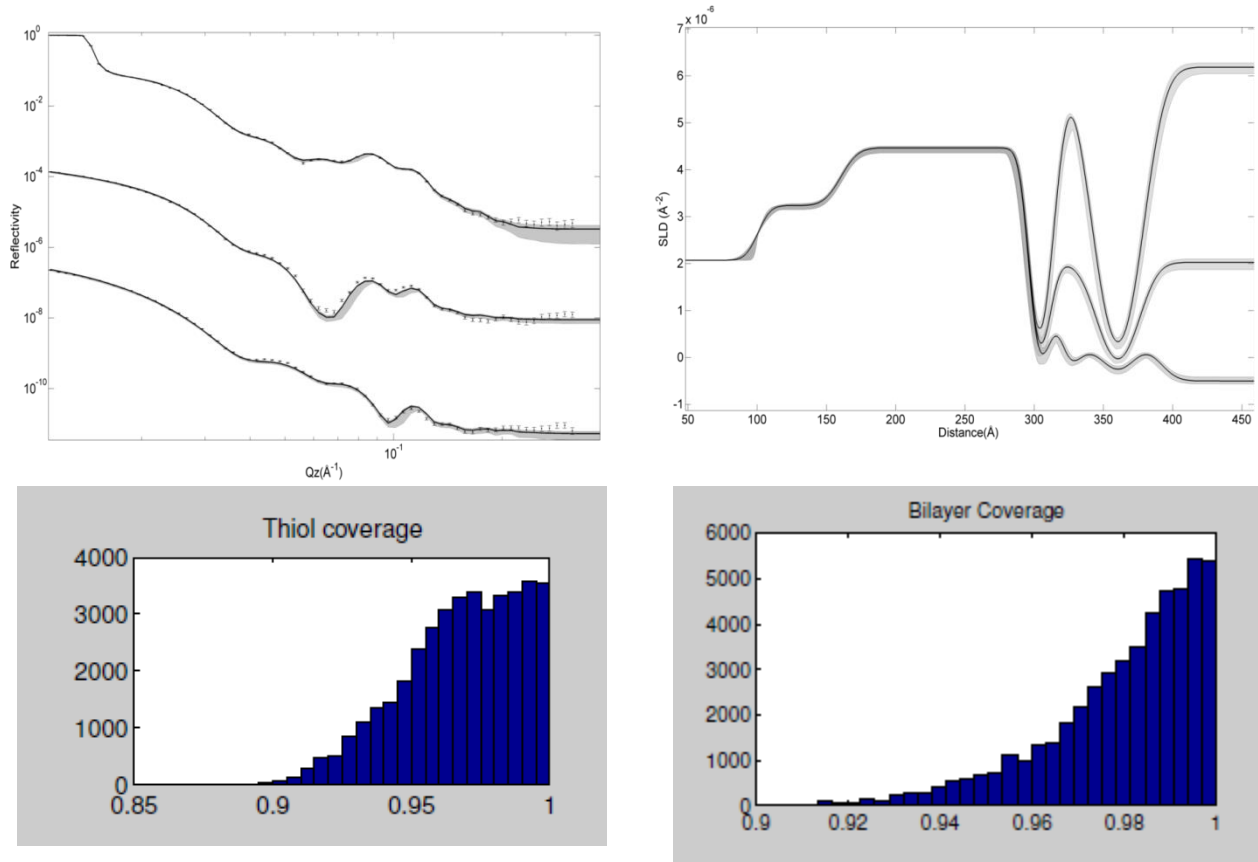 10⁰
10⁻²
10⁻⁴
10⁻⁶
10⁻⁸
10⁻¹⁰
Reflectivity
10⁻¹
Qz(Å⁻¹)
7 x 10⁻⁶
6
5
4
3
2
1
0
-1
SLD (Å⁻²)
50 100 150 200 250 300 350 400 450
Distance(Å)
Thiol coverage
4000
3000
2000
1000
0
0.85 0.9 0.95 1
Bilayer Coverage
6000
5000
4000
3000
2000
1000
0
0.9 0.92 0.94 0.96 0.98 1